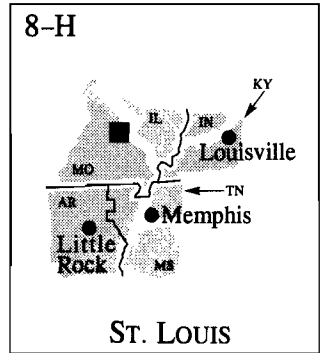 8-H
KY
IL
IN
Louisville
MO
TN
AR
Memphis
Little
Rock
MS
ST. LOUIS